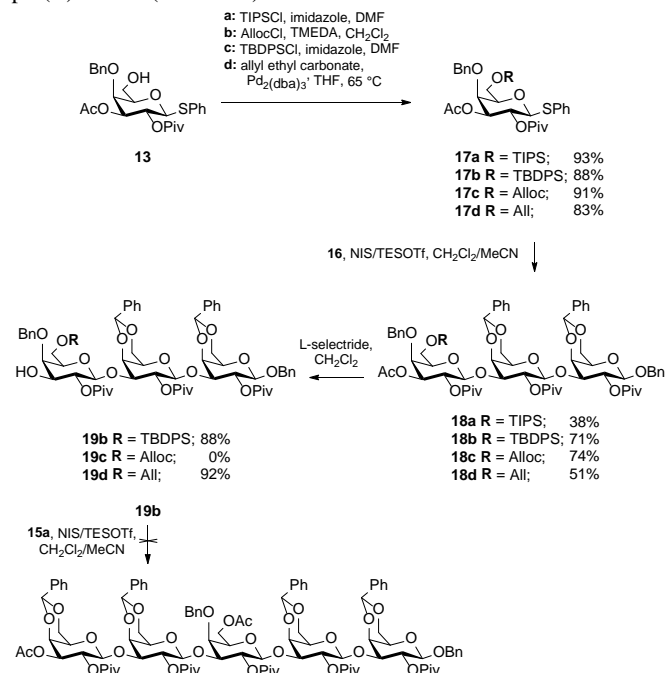 a: TIPSCl, imidazole, DMF
b: AllocCl, TMEDA, CH2Cl2
c: TBDPSCl, imidazole, DMF
d: allyl ethyl carbonate,
Pd2(dba)3, THF, 65 °C
BnO OH
O
AcO SPh
OPiv
13
BnO OR
O
AcO SPh
OPiv
17a R = TIPS; 93%
17b R = TBDPS; 88%
17c R = Alloc; 91%
17d R = All; 83%
16, NIS/TESOTf, CH2Cl2/MeCN
Ph Ph
BnO OR O O O O
HO O O O O O OBn
OPiv OPiv OPiv
19b R = TBDPS; 88%
19c R = Alloc; 0%
19d R = All; 92%
L-selectride,
CH2Cl2
Ph Ph
BnO OR O O O O
AcO O O O O O OBn
OPiv OPiv OPiv
18a R = TIPS; 38%
18b R = TBDPS; 71%
18c R = Alloc; 74%
18d R = All; 51%
19b
15a, NIS/TESOTf,
CH2Cl2/MeCN
Ph Ph Ph Ph
O O O O BnO OAc O O O O
AcO O O O O O O O O O OBn
OPiv OPiv OPiv OPiv OPiv